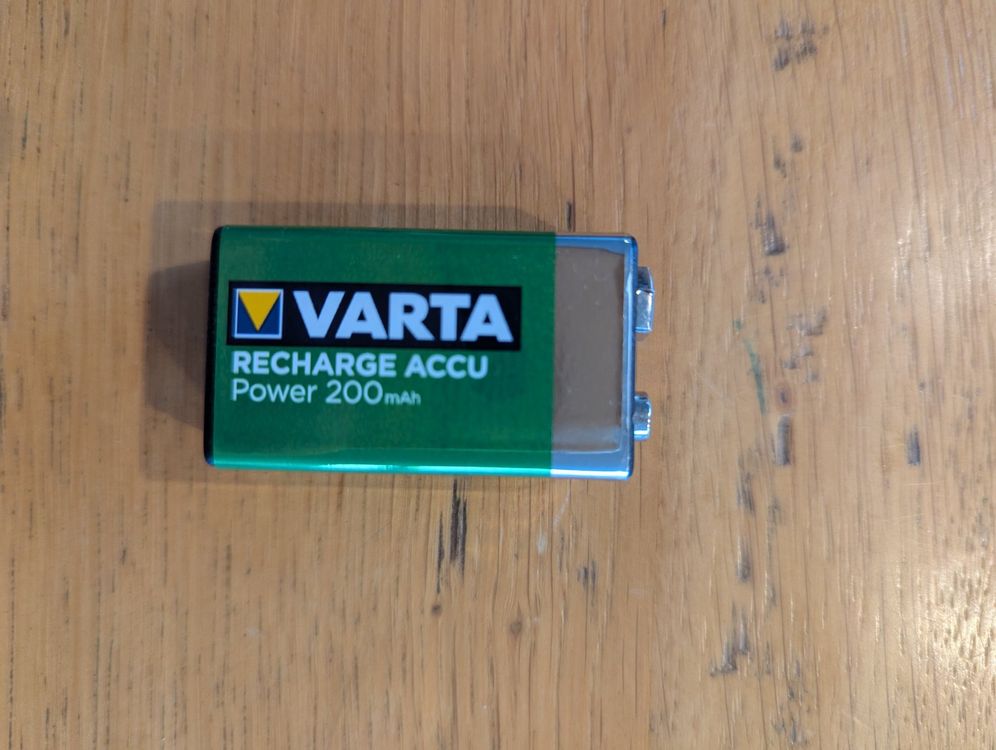 VARTA
RECHARGE ACCU
Power 200mAh